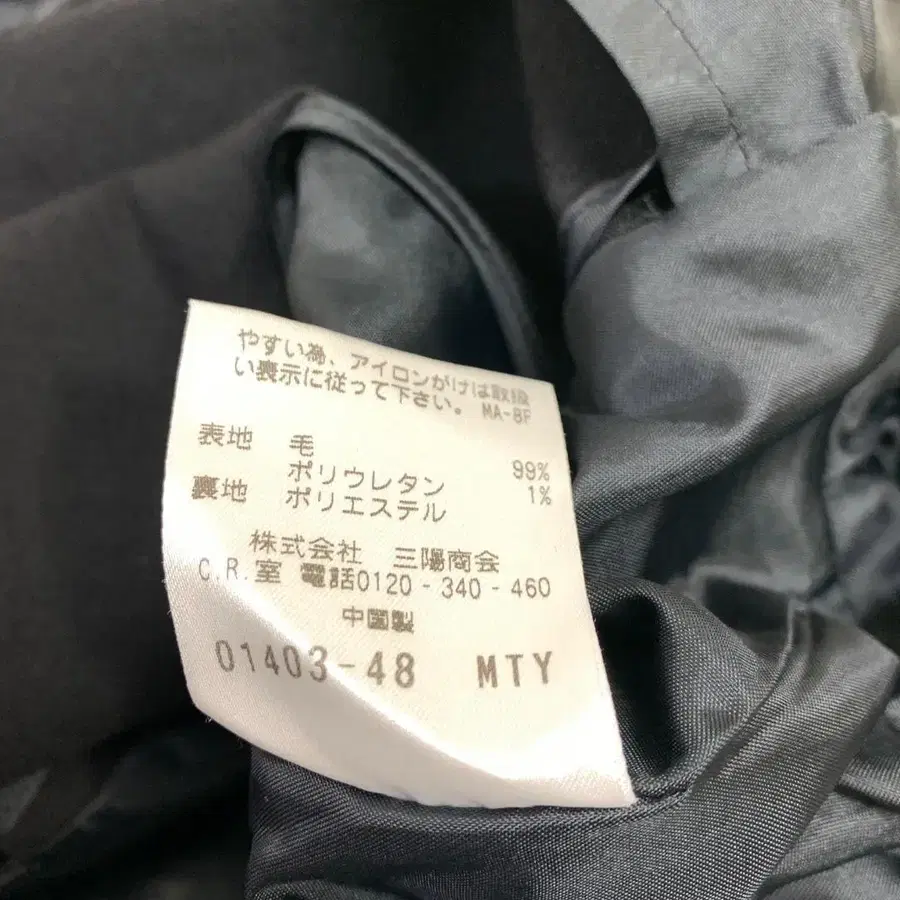 やすい為、アイロンがけは取扱
い表示に従って下さい。 MA-8F
表地 毛 99%
ポリウレタン 1%
裏地 ポリエステル
株式会社 三陽商会
C.R.室 電話0120-340-460
中国製
01403-48 MTY